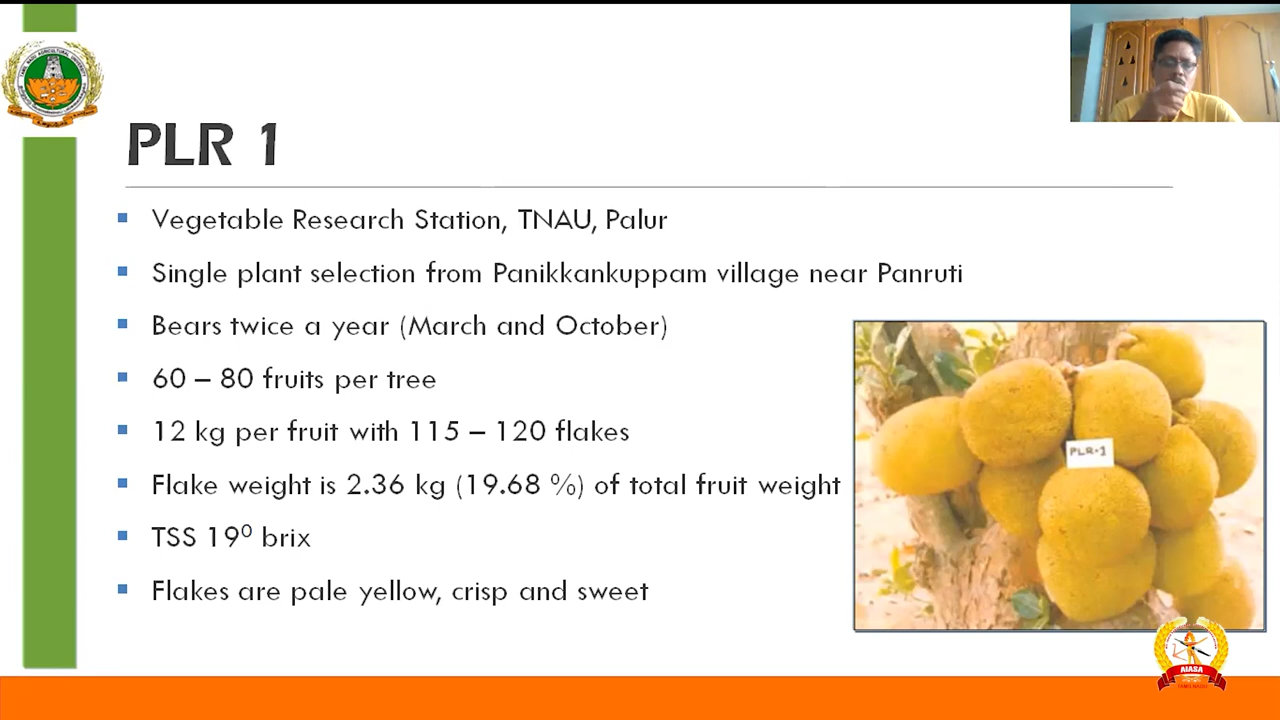 PLR 1
Vegetable Research Station, TNAU, Palur
Single plant selection from Panikkankuppam village near Panruti
Bears twice a year (March and October)
60 – 80 fruits per tree
12 kg per fruit with 115 – 120 flakes
Flake weight is 2.36 kg (19.68 %) of total fruit weight
TSS 19⁰ brix
Flakes are pale yellow, crisp and sweet
PLR-1
AIASA
TAMIL NADU